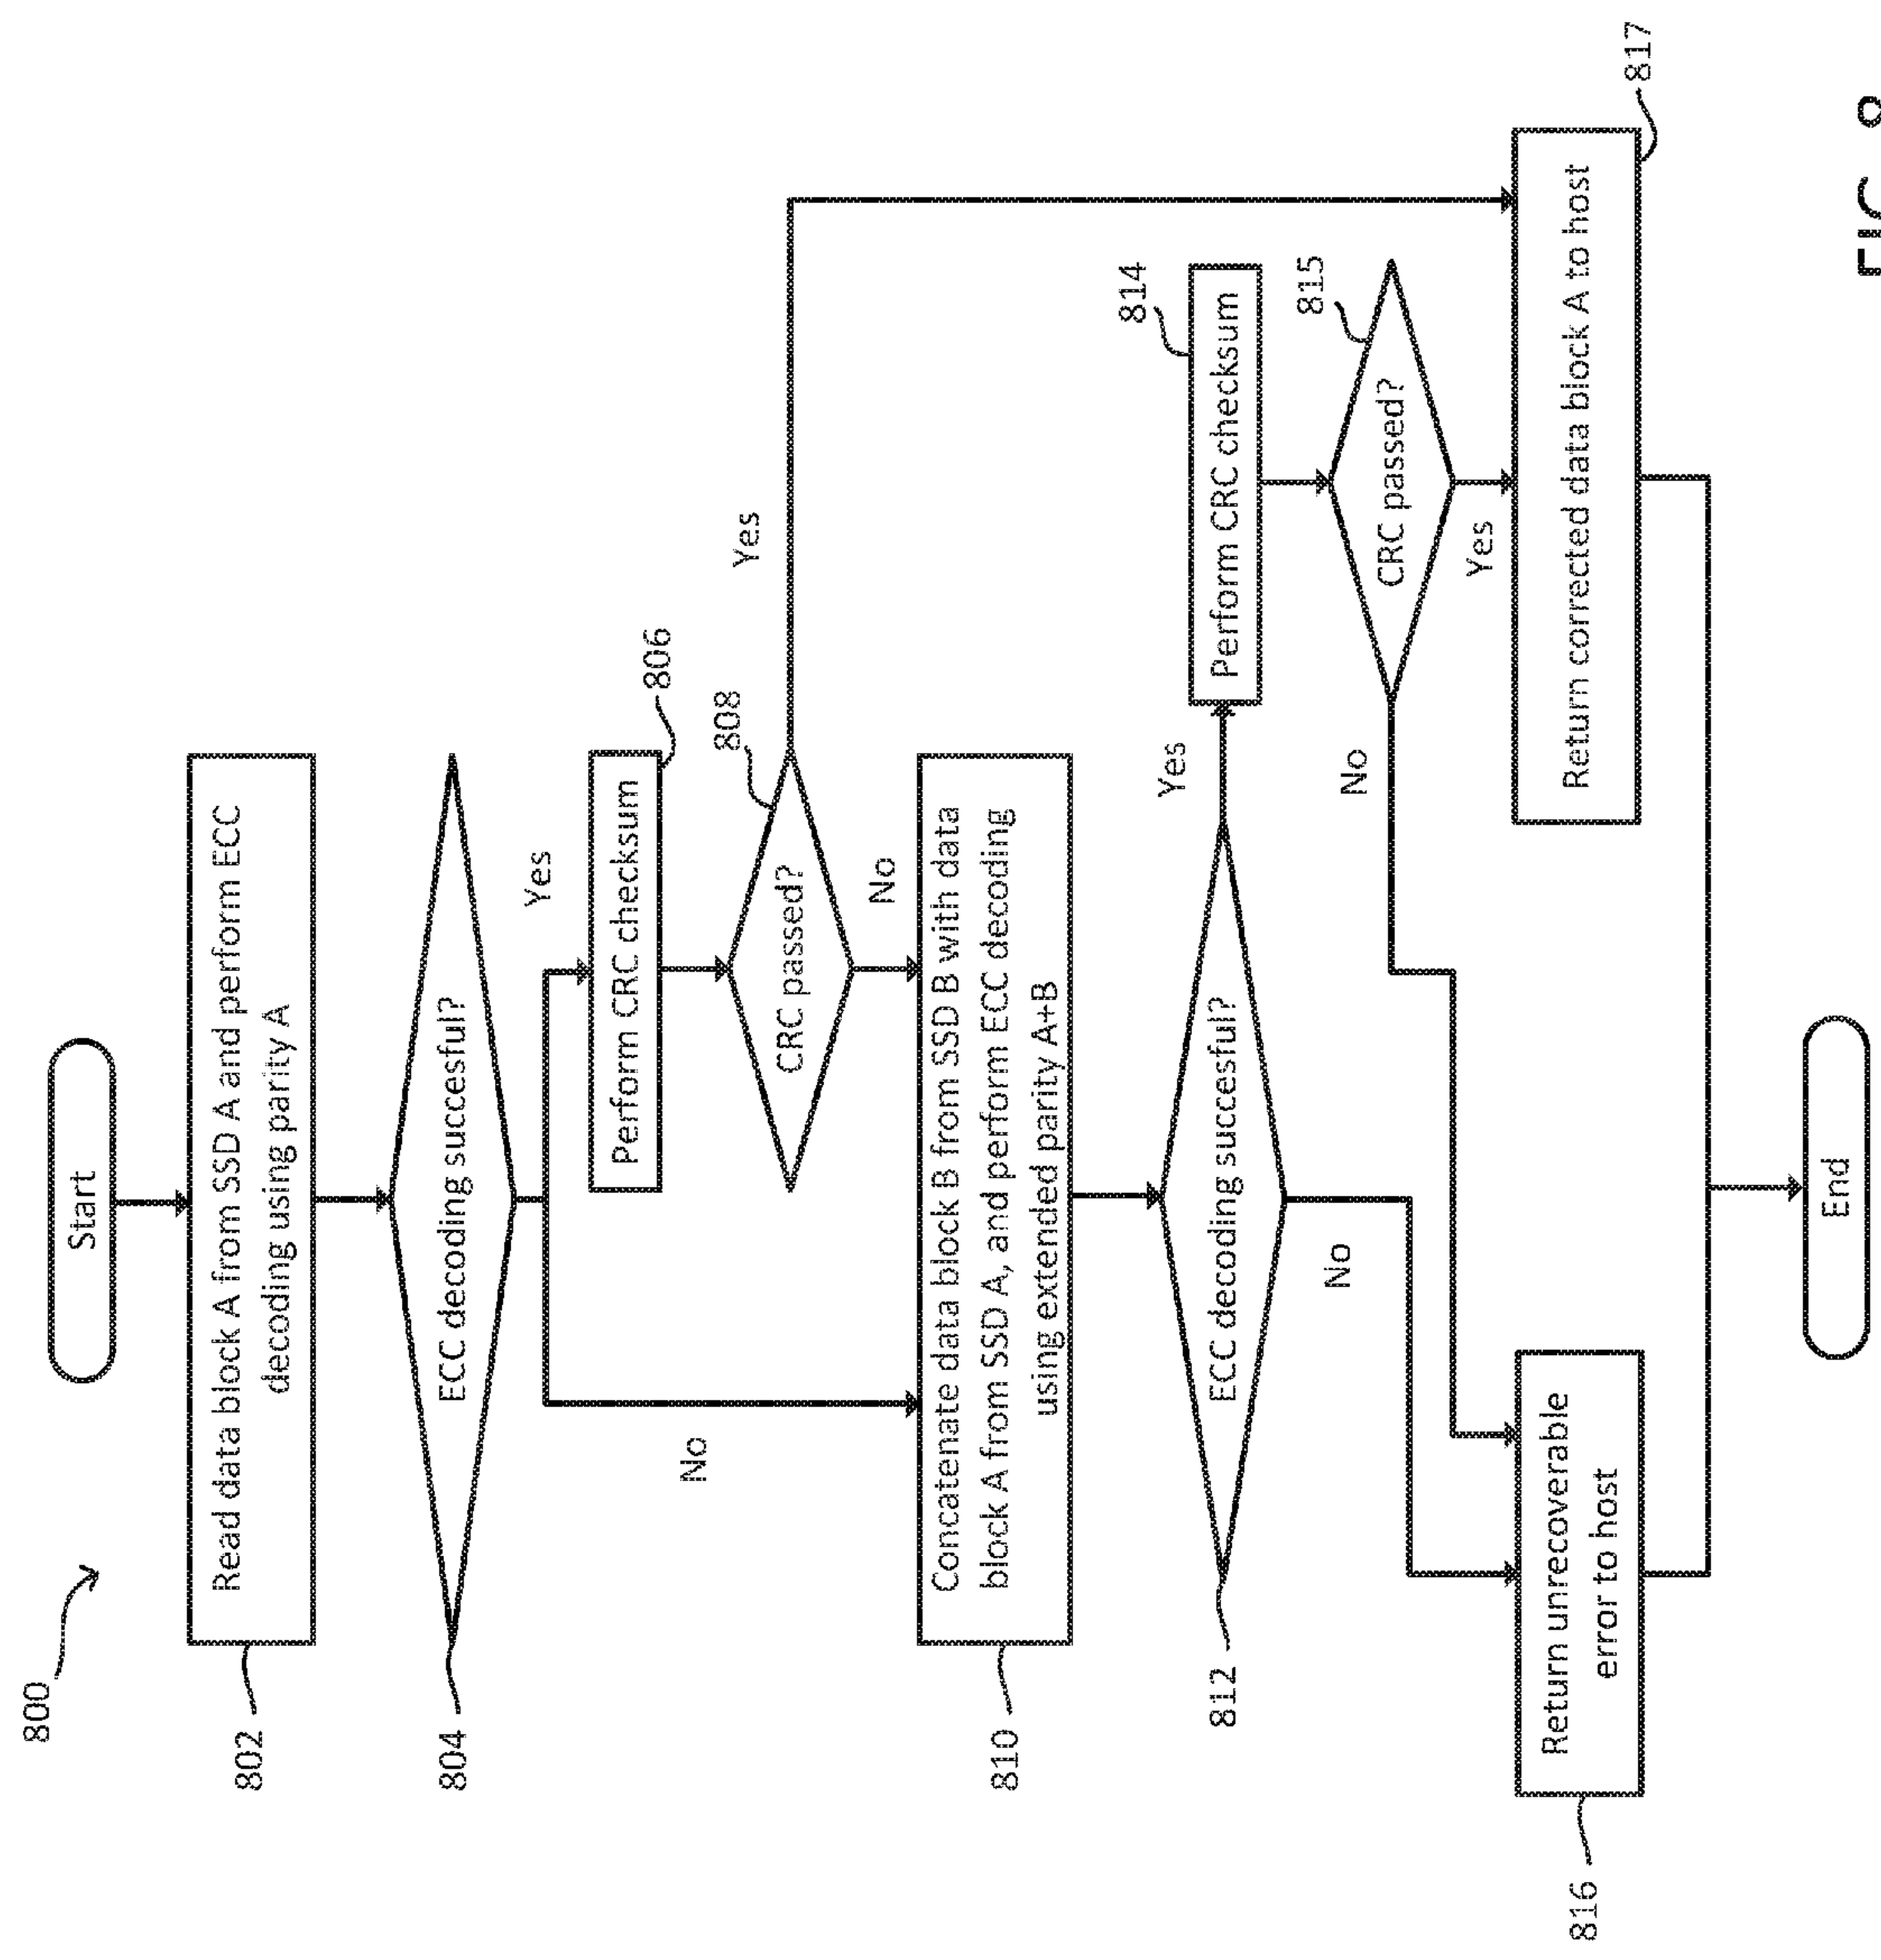 800
Start
802
Read data block A from SSD A and perform ECC
decoding using parity A
804
ECC decoding succesful?
Yes
No
Perform CRC checksum
806
CRC passed?
808
Yes
No
810
Concatenate data block B from SSD B with data
block A from SSD A, and perform ECC decoding
using extended parity A+B
812
ECC decoding succesful?
Yes
No
Perform CRC checksum
814
CRC passed?
815
No
Yes
816
Return unrecoverable
error to host
Return corrected data block A to host
817
End